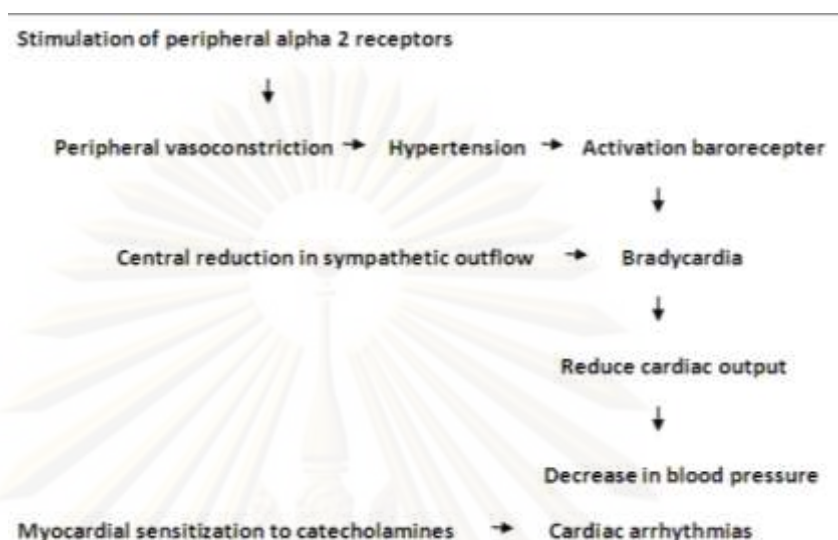 Stimulation of peripheral alpha 2 receptors
↓
Peripheral vasoconstriction → Hypertension → Activation barorecepter
↓
Central reduction in sympathetic outflow → Bradycardia
↓
Reduce cardiac output
↓
Decrease in blood pressure
Myocardial sensitization to catecholamines → Cardiac arrhythmias